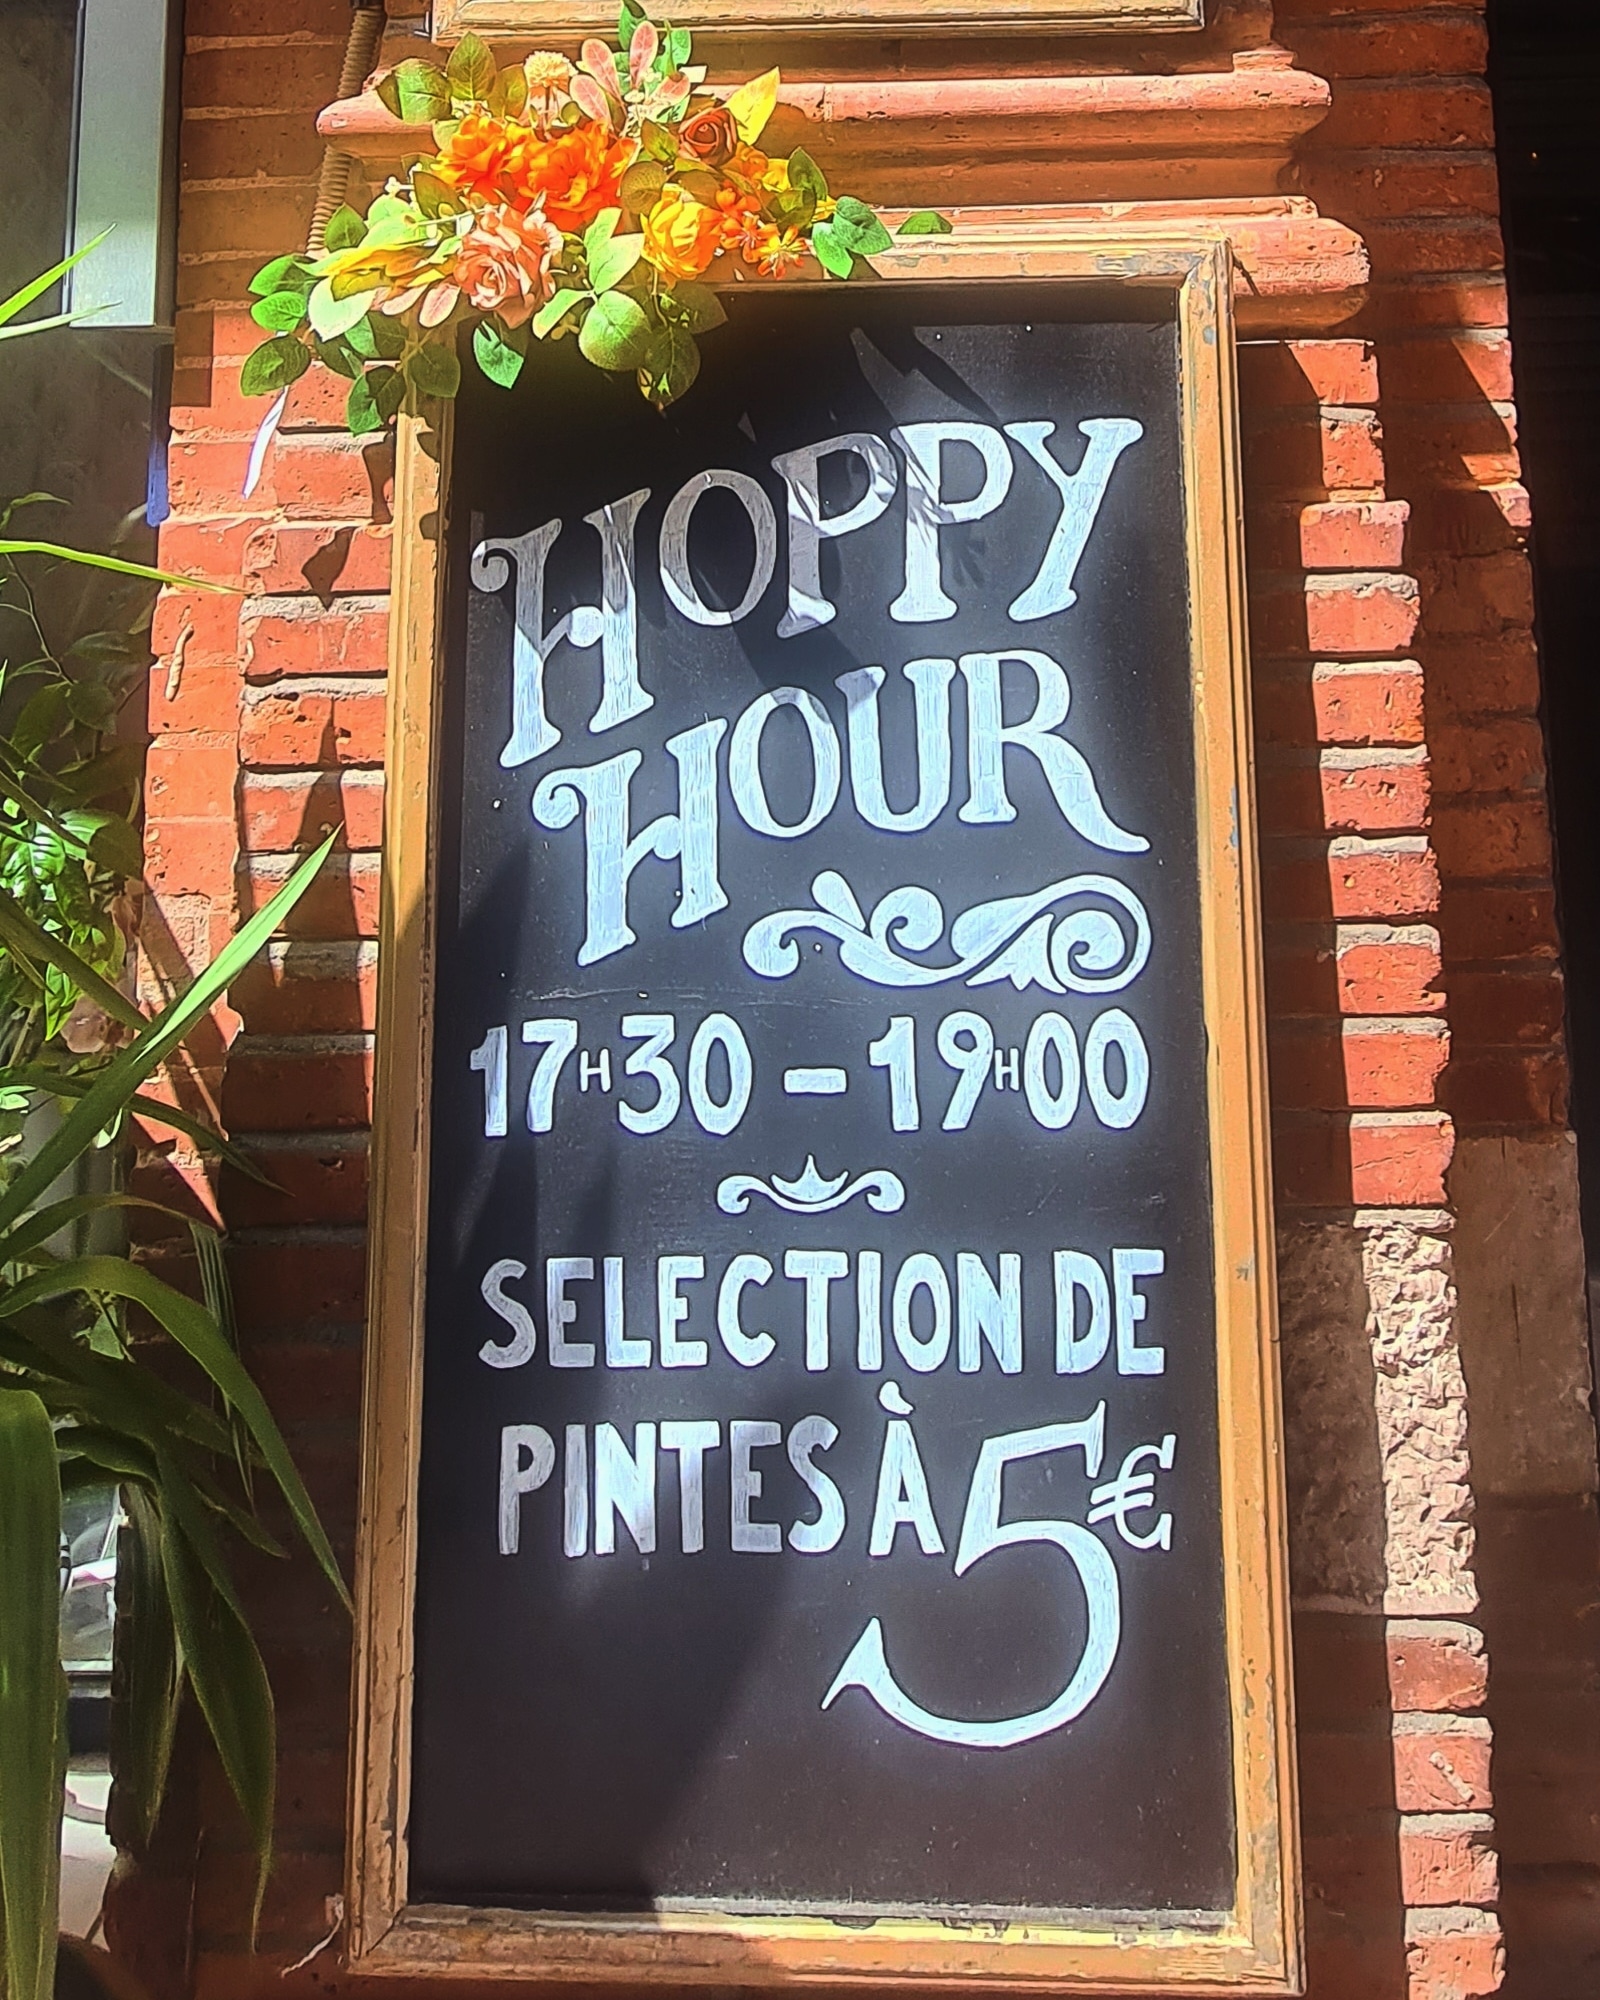 HOPPY
HOUR
17H30 - 19H00
SELECTION DE
PINTES À 5€